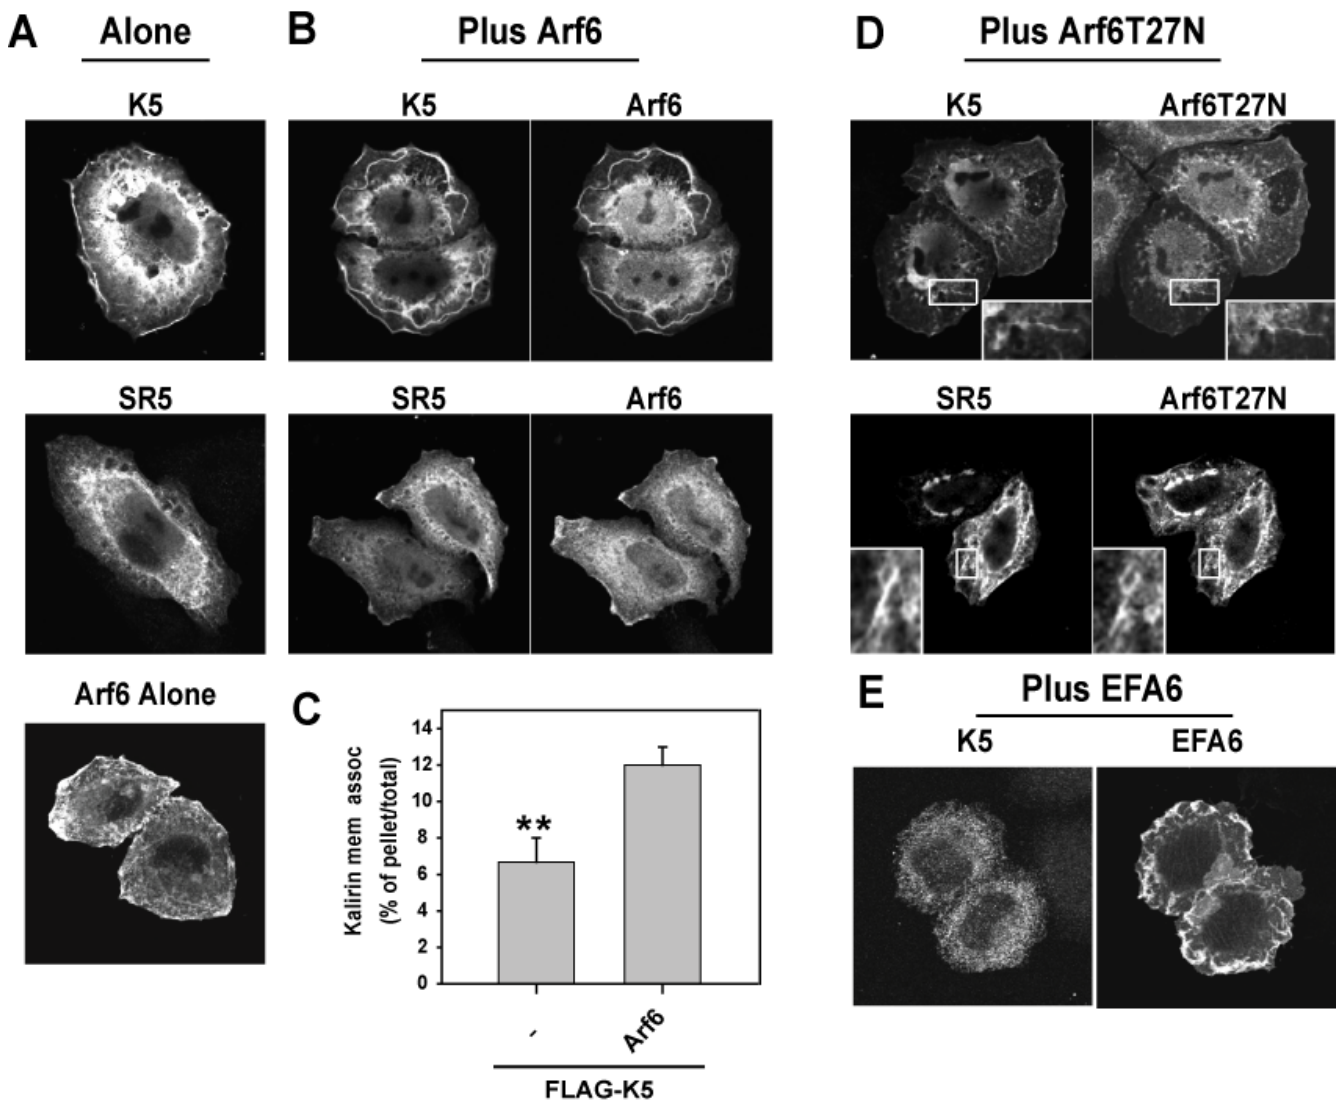 A Alone
K5
SR5
Arf6 Alone
B Plus Arf6
K5 Arf6
SR5 Arf6
C
Kalirin mem assoc
(% of pellet/total)
14
12
10
8
6
4
2
0
**
- Arf6
FLAG-K5
D Plus Arf6T27N
K5 Arf6T27N
SR5 Arf6T27N
E Plus EFA6
K5 EFA6